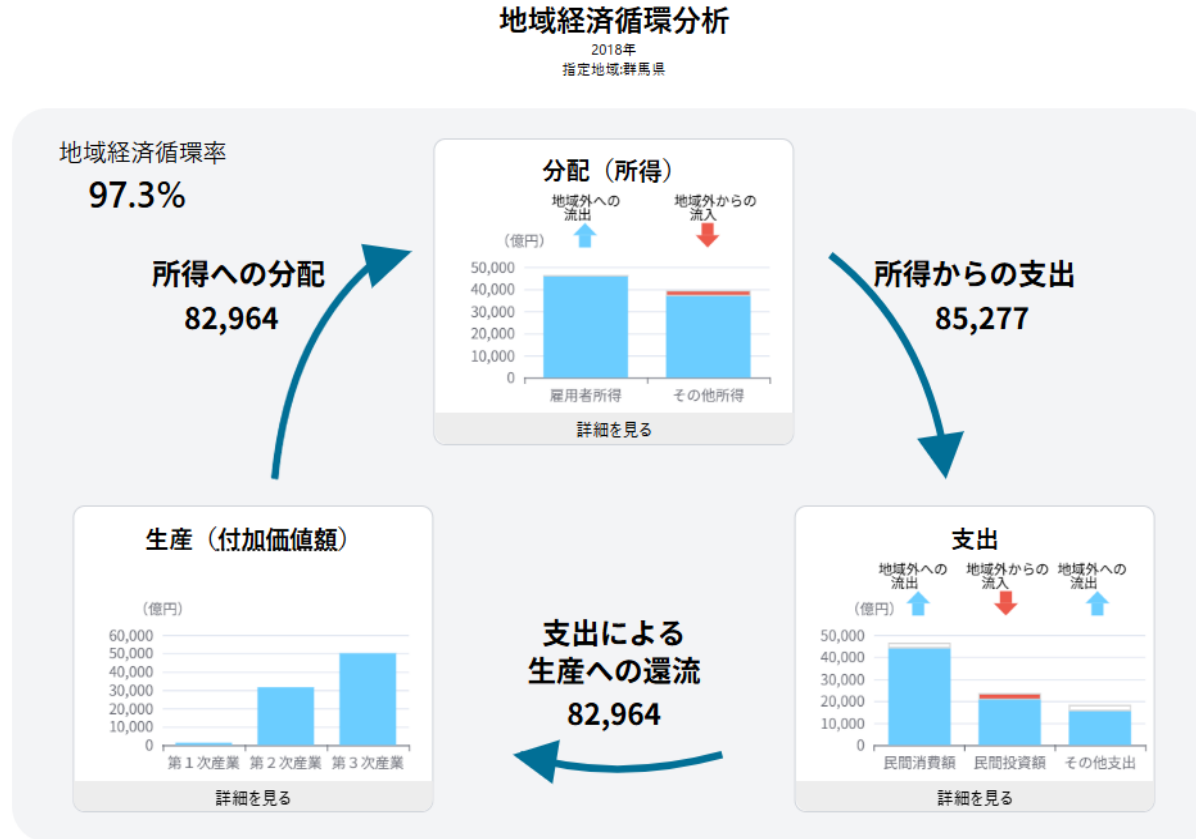 地域経済循環分析
2018年
指定地域:群馬県
地域経済循環率
97.3%
所得への分配
82,964
分配（所得）
地域外への
流出
地域外からの
流入
（億円）
50,000
40,000
30,000
20,000
10,000
0
雇用者所得
その他所得
詳細を見る
所得からの支出
85,277
生産（付加価値額）
（億円）
60,000
50,000
40,000
30,000
20,000
10,000
0
第１次産業
第２次産業
第３次産業
詳細を見る
支出による
生産への還流
82,964
支出
地域外への
流出
地域外からの
流入
地域外への
流出
（億円）
50,000
40,000
30,000
20,000
10,000
0
民間消費額
民間投資額
その他支出
詳細を見る